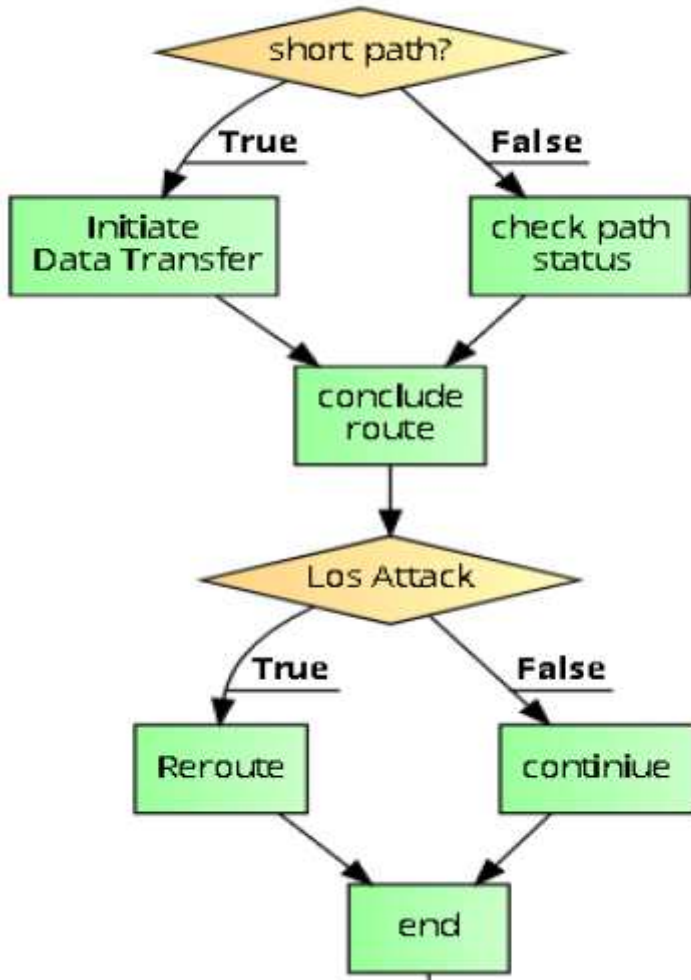 short path?
True
False
Initiate
Data Transfer
check path
status
conclude
route
Los Attack
True
False
Reroute
continiue
end